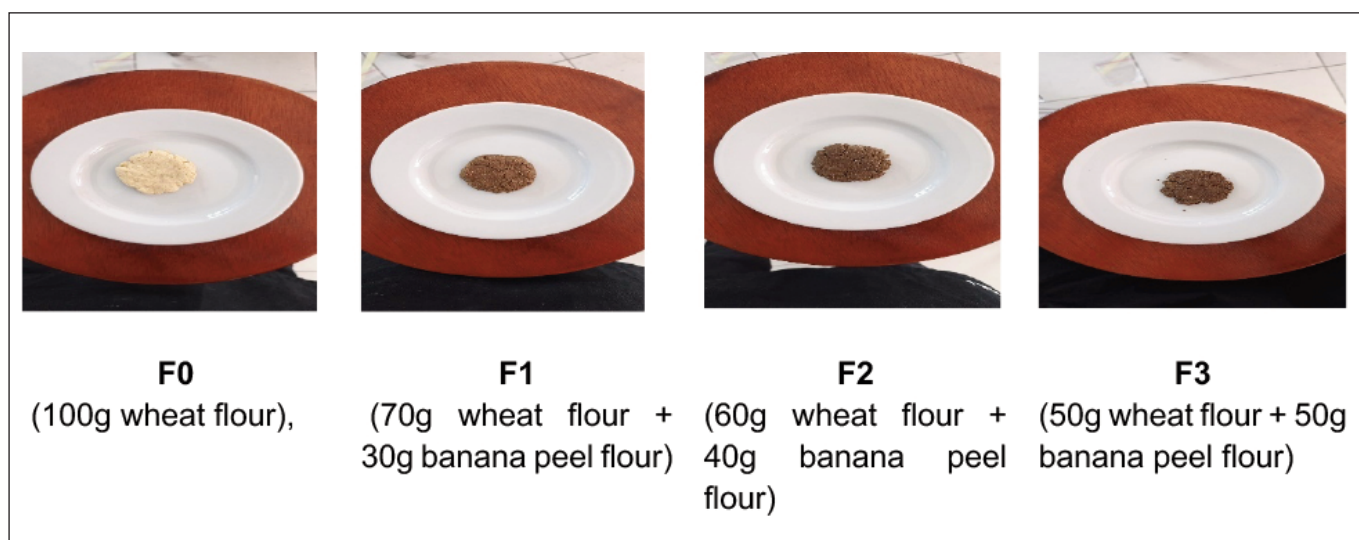 F0
(100g wheat flour),
F1
(70g wheat flour +
30g banana peel flour)
F2
(60g wheat flour +
40g banana peel
flour)
F3
(50g wheat flour + 50g
banana peel flour)